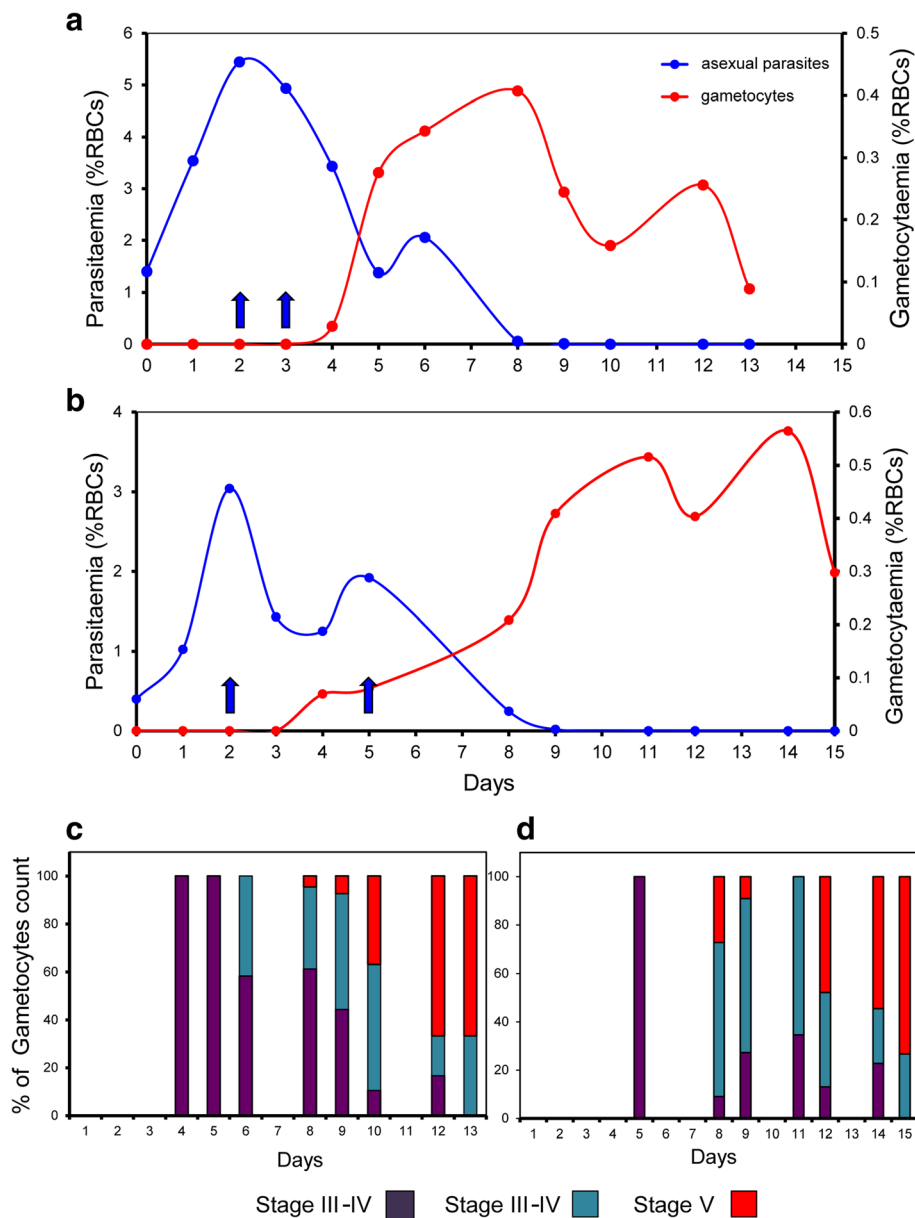 a
Parasitaemia (%RBCs)
6
5
4
3
2
1
0
asexual parasites
gametocytes
0.5
0.4
0.3
0.2
0.1
0
Gametocytaemia (%RBCs)
0 1 2 3 4 5 6 7 8 9 10 11 12 13 14 15
b
Parasitaemia (%RBCs)
4
3
2
1
0
0.6
0.5
0.4
0.3
0.2
0.1
0
Gametocytaemia (%RBCs)
0 1 2 3 4 5 6 7 8 9 10 11 12 13 14 15
Days
c
% of Gametocytes count
100
80
60
40
20
0
1 2 3 4 5 6 7 8 9 10 11 12 13
Days
d
100
80
60
40
20
0
1 2 3 4 5 6 7 8 9 10 11 12 13 14 15
Days
Stage III-IV Stage III-IV Stage V